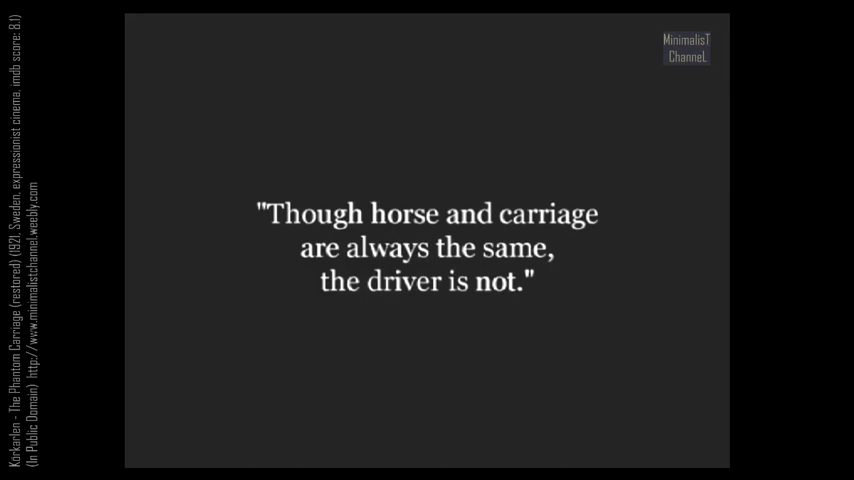 MinimalisT
ChanneL
"Though horse and carriage
are always the same,
the driver is not."
Körkarlen - The Phantom Carriage (restored) (1921, Sweden, expressionist cinema, imdb score: 8.1)
(In Public Domain) http://www.minimalistchannel.weebly.com